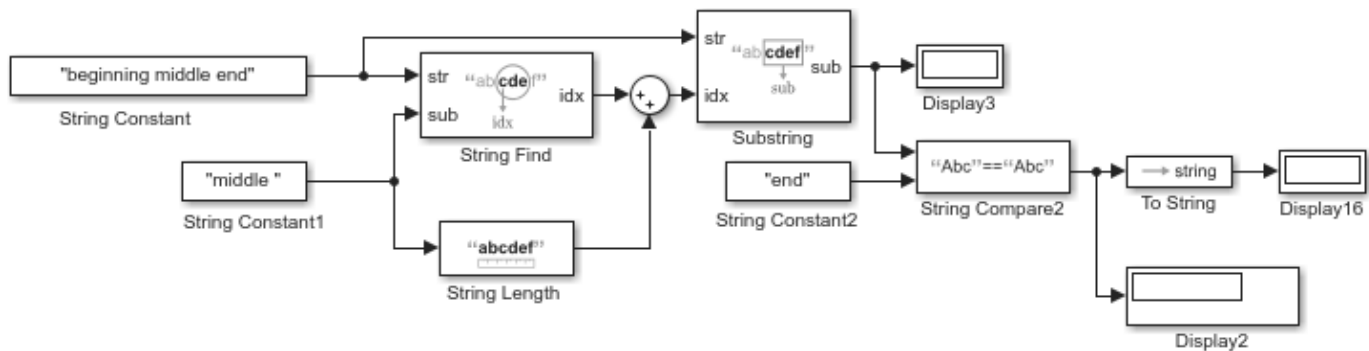 "beginning middle end"
String Constant
str
sub
"abcdef"
idx
idx
String Find
"middle "
String Constant1
"abcdef"
String Length
++
str
idx
"abcdef"
sub
sub
Substring
Display3
"end"
String Constant2
"Abc"=="Abc"
String Compare2
string
To String
Display16
Display2